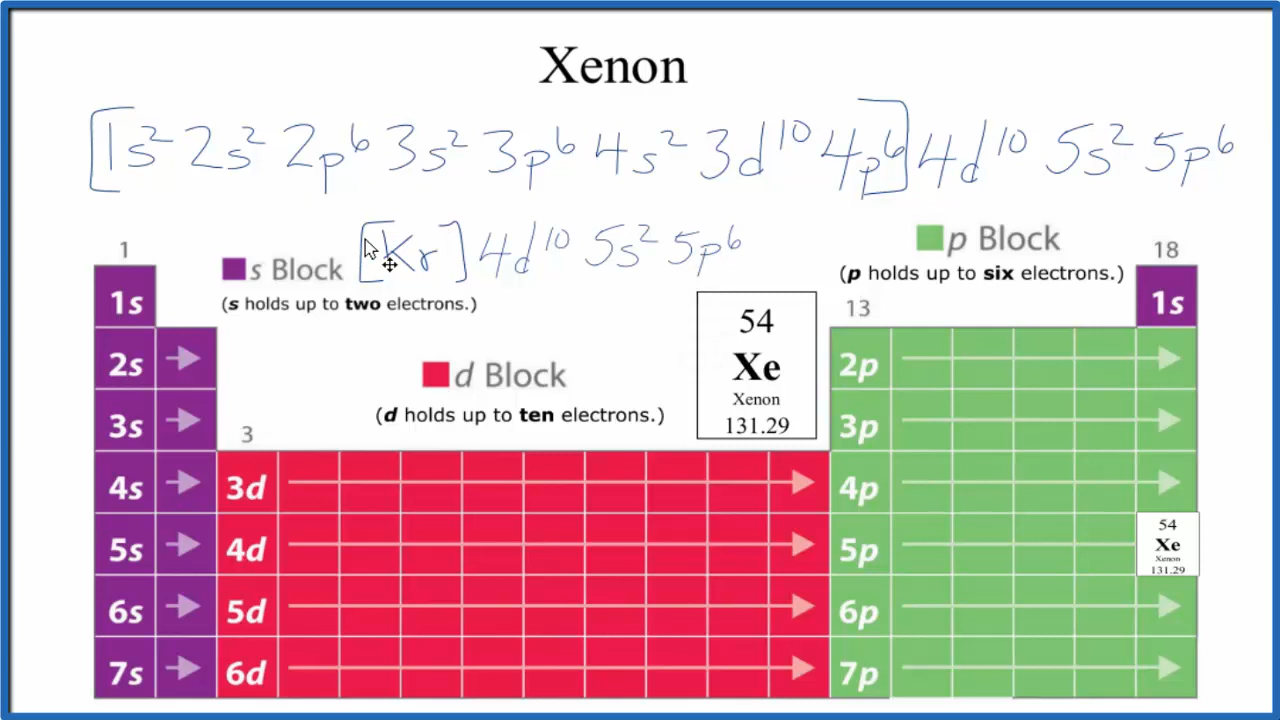 Xenon
[1s² 2s² 2p⁶ 3s² 3p⁶ 4s² 3d¹⁰ 4p⁶] 4d¹⁰ 5s² 5p⁶
[Kr] 4d¹⁰ 5s² 5p⁶
1
s Block
(s holds up to two electrons.)
p Block
(p holds up to six electrons.)
18
1s
13
1s
54
Xe
Xenon
131.29
2s
2p
d Block
(d holds up to ten electrons.)
3s
3
3p
4s
3d
4p
5s
4d
5p
54
Xe
Xenon
131.29
6s
5d
6p
7s
6d
7p